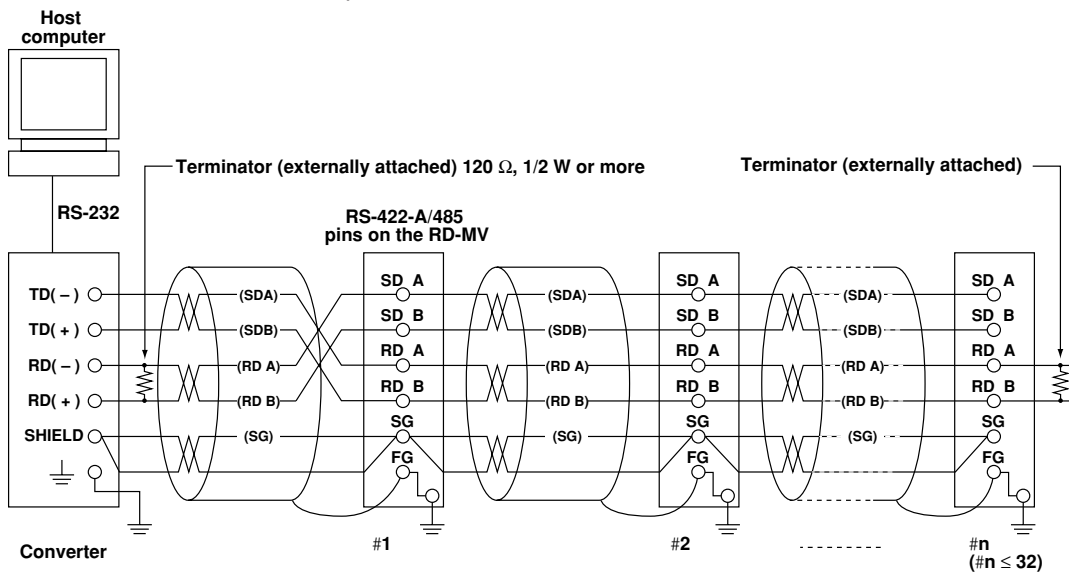 Host
computer
Terminator (externally attached) 120 Ω, 1/2 W or more
Terminator (externally attached)
RS-232
RS-422-A/485
pins on the RD-MV
TD( – )
(SDA)
SD A
(SDA)
SD A
(SDA)
SD A
TD( + )
(SDB)
SD B
(SDB)
SD B
(SDB)
SD B
RD( – )
(RD A)
RD A
(RD A)
RD A
(RD A)
RD A
RD( + )
(RD B)
RD B
(RD B)
RD B
(RD B)
RD B
SHIELD
(SG)
SG
(SG)
SG
(SG)
SG
FG
FG
FG
Converter
#1
#2
#n
(#n ≤ 32)